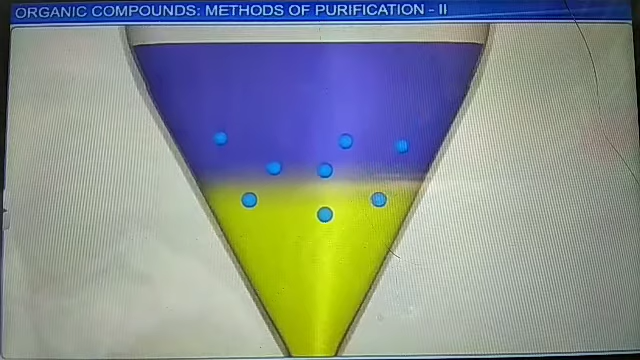 ORGANIC COMPOUNDS: METHODS OF PURIFICATION - II